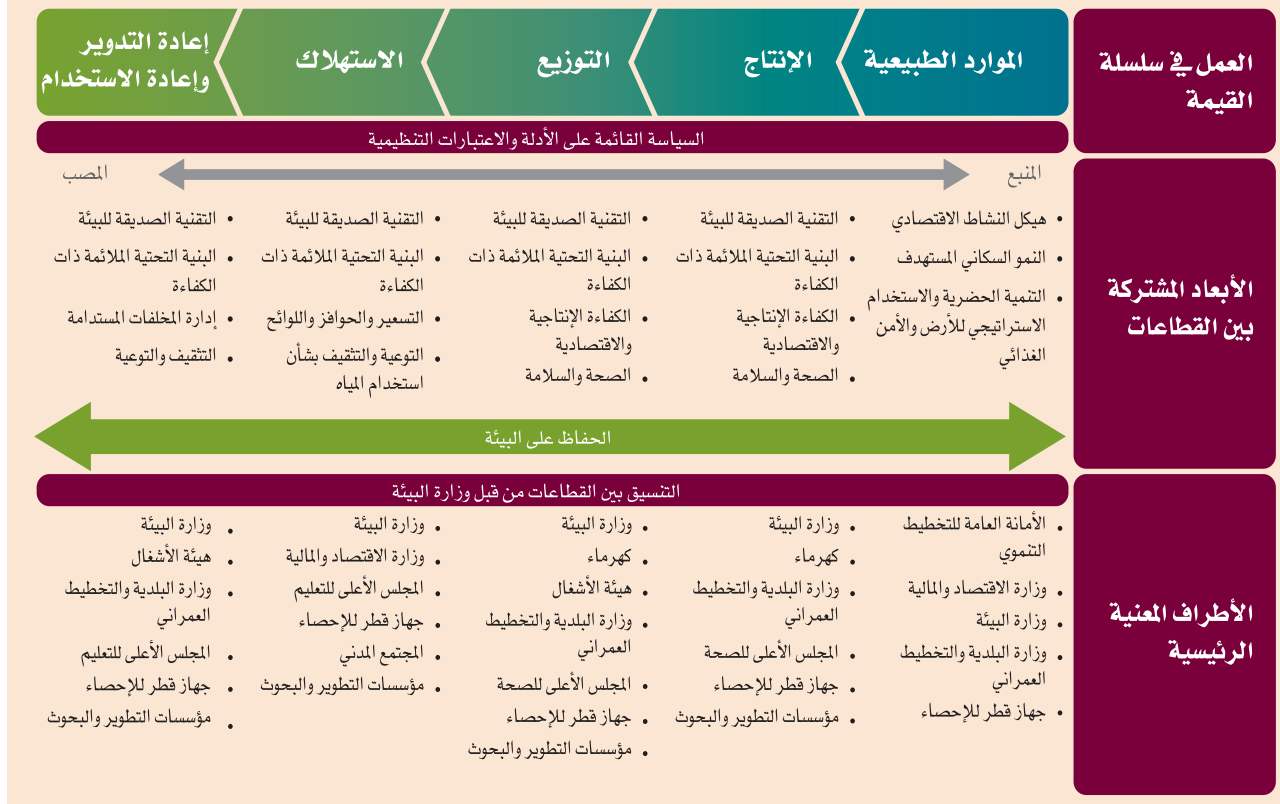 العمل في سلسلة
القيمة
الموارد الطبيعية
الإنتاج
التوزيع
الاستهلاك
إعادة التدوير
وإعادة الاستخدام
السياسة القائمة على الأدلة والاعتبارات التنظيمية
الأبعاد المشتركة
بين القطاعات
المنبع
المصب
• هيكل النشاط الاقتصادي
• النمو السكاني المستهدف
• التنمية الحضرية والاستخدام
الاستراتيجي للأرض والأمن
الغذائي
• التقنية الصديقة للبيئة
• البنية التحتية الملائمة ذات
الكفاءة
• الكفاءة الإنتاجية
والاقتصادية
• الصحة والسلامة
• التقنية الصديقة للبيئة
• البنية التحتية الملائمة ذات
الكفاءة
• الكفاءة الإنتاجية
والاقتصادية
• الصحة والسلامة
• التقنية الصديقة للبيئة
• البنية التحتية الملائمة ذات
الكفاءة
• التسعير والحوافز واللوائح
• التوعية والتثقيف بشأن
استخدام المياه
• التقنية الصديقة للبيئة
• البنية التحتية الملائمة ذات
الكفاءة
• إدارة المخلفات المستدامة
• التثقيف والتوعية
الحفاظ على البيئة
التنسيق بين القطاعات من قبل وزارة البيئة
الأطراف المعنية
الرئيسية
• الأمانة العامة للتخطيط
التنموي
• وزارة الاقتصاد والمالية
• وزارة البيئة
• وزارة البلدية والتخطيط
العمراني
• جهاز قطر للإحصاء
• وزارة البيئة
• كهرماء
• وزارة البلدية والتخطيط
العمراني
• المجلس الأعلى للصحة
• جهاز قطر للإحصاء
• مؤسسات التطوير والبحوث
• وزارة البيئة
• كهرماء
• هيئة الأشغال
• وزارة البلدية والتخطيط
العمراني
• المجلس الأعلى للصحة
• جهاز قطر للإحصاء
• مؤسسات التطوير والبحوث
• وزارة البيئة
• وزارة الاقتصاد والمالية
• المجلس الأعلى للتعليم
• جهاز قطر للإحصاء
• المجتمع المدني
• مؤسسات التطوير والبحوث
• وزارة البيئة
• هيئة الأشغال
• وزارة البلدية والتخطيط
العمراني
• المجلس الأعلى للتعليم
• جهاز قطر للإحصاء
• مؤسسات التطوير والبحوث